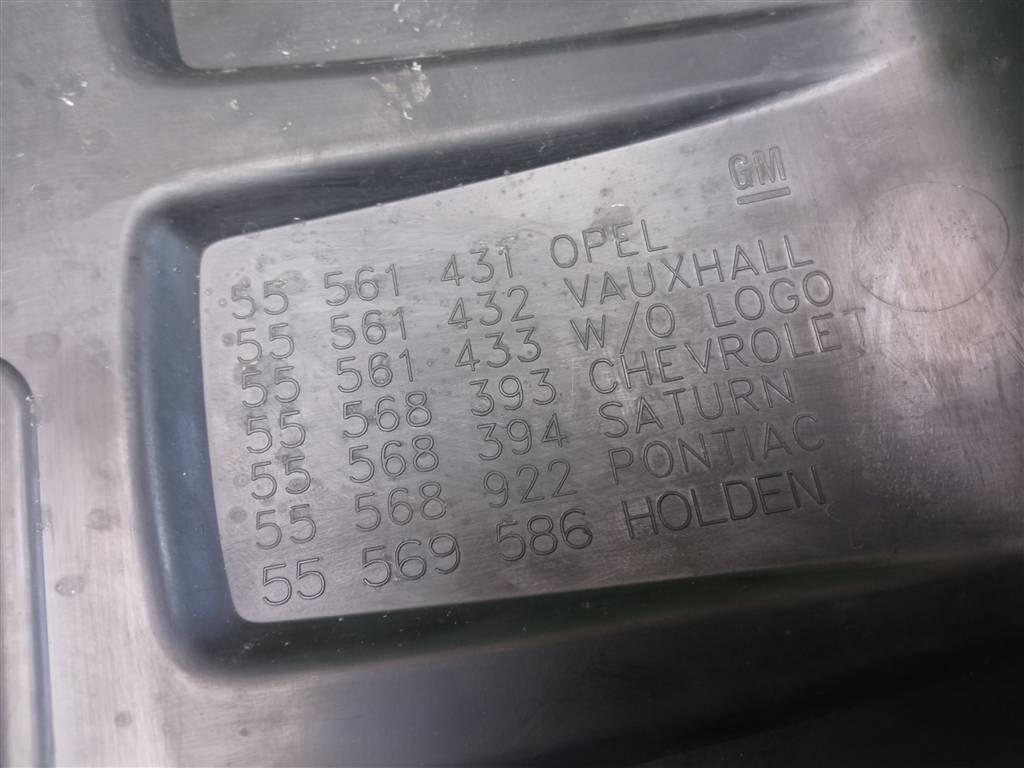 GM
55 561 431 OPEL
55 561 432 VAUXHALL
55 561 433 W/O LOGO
55 568 393 CHEVROLET
55 568 394 SATURN
55 568 922 PONTIAC
55 569 586 HOLDEN